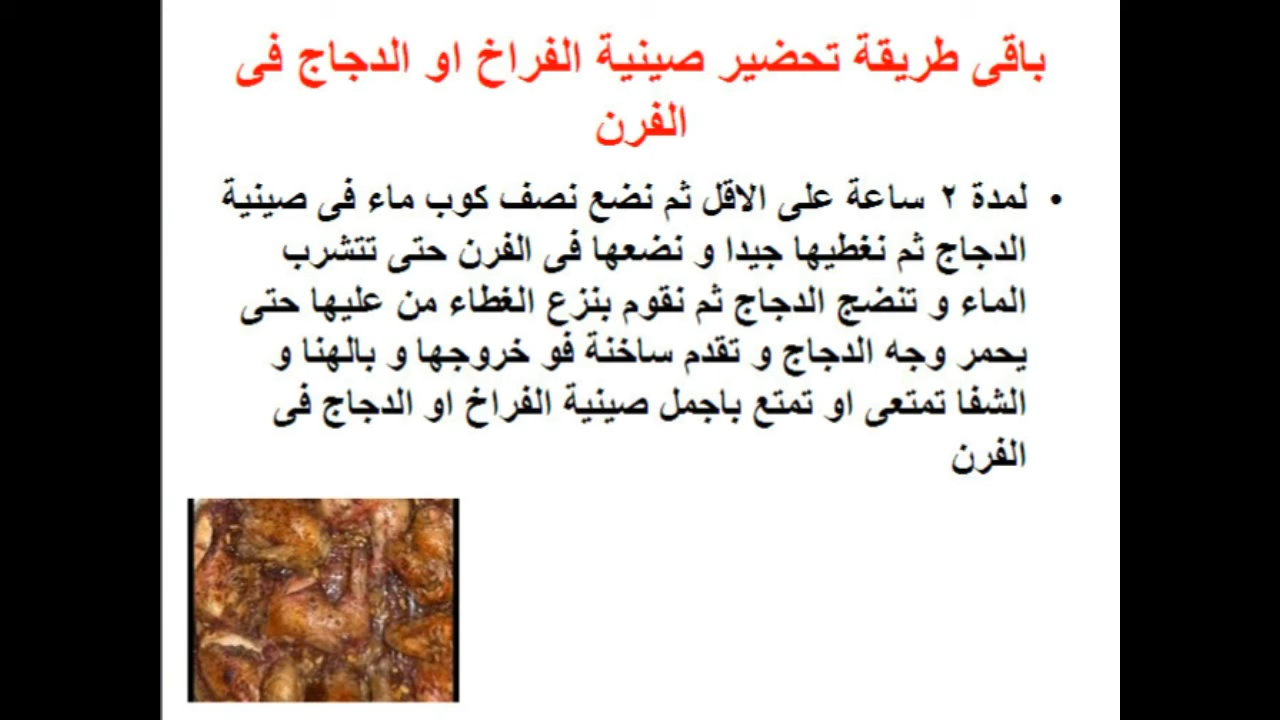 باقى طريقة تحضير صينية الفراخ او الدجاج فى
الفرن
• لمدة ٢ ساعة على الاقل ثم نضع نصف كوب ماء فى صينية
الدجاج ثم نغطيها جيدا و نضعها فى الفرن حتى تتشرب
الماء و تنضج الدجاج ثم نقوم بنزع الغطاء من عليها حتى
يحمر وجه الدجاج و تقدم ساخنة فو خروجها و بالهنا و
الشفا تمتعى او تمتع باجمل صينية الفراخ او الدجاج فى
الفرن